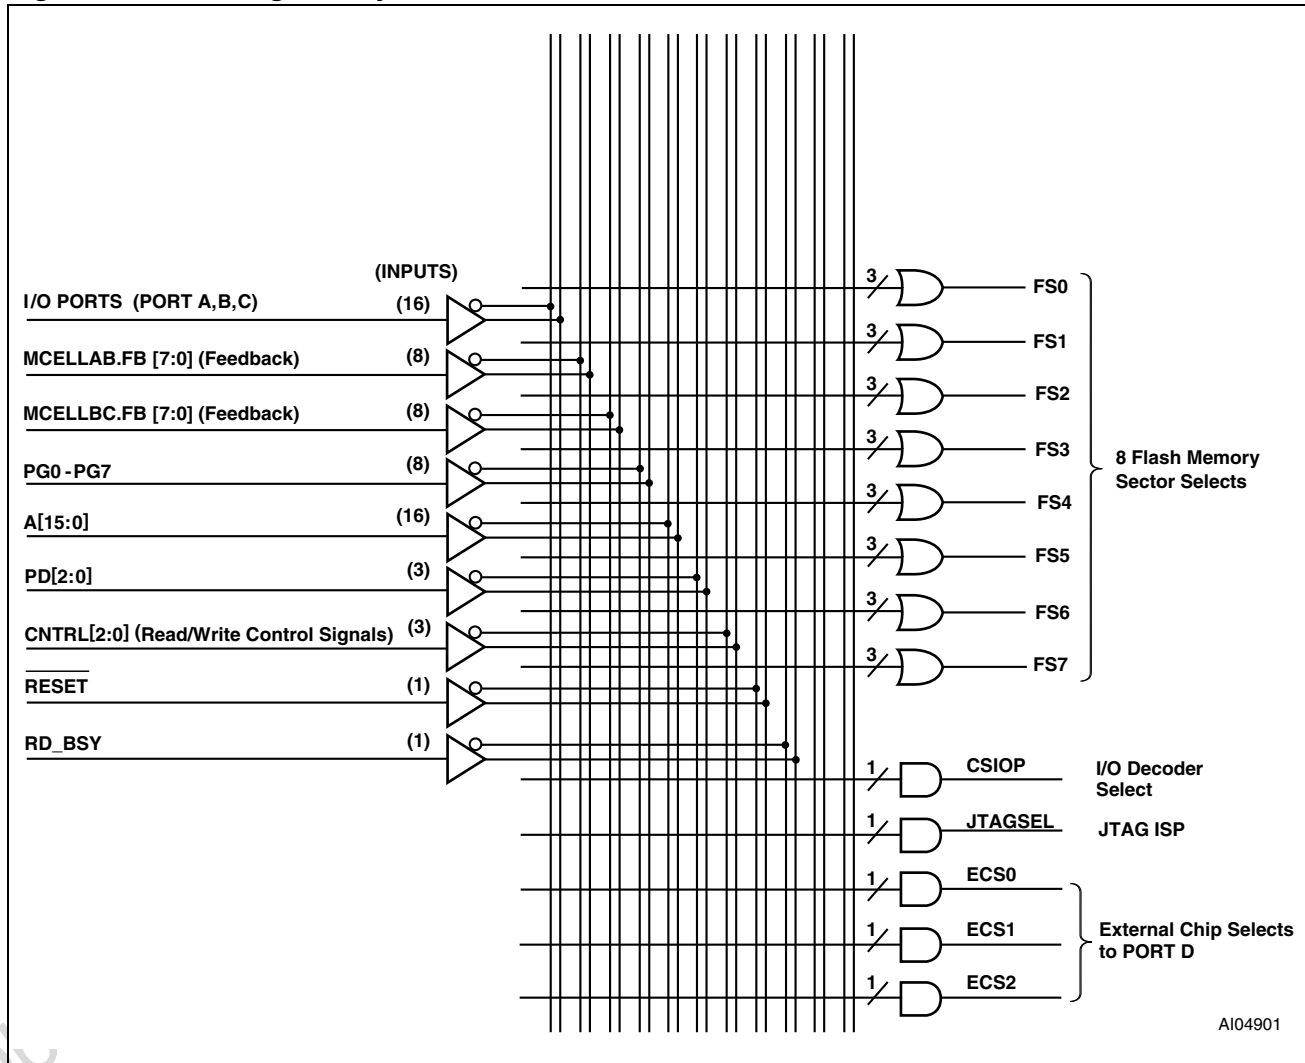 (INPUTS)
I/O PORTS (PORT A,B,C) (16)
MCELLAB.FB [7:0] (Feedback) (8)
MCELLBC.FB [7:0] (Feedback) (8)
PG0 -PG7 (8)
A[15:0] (16)
PD[2:0] (3)
CNTRL[2:0] (Read/Write Control Signals) (3)
RESET (1)
RD_BSY (1)
3 FS0
3 FS1
3 FS2
3 FS3
3 FS4
3 FS5
3 FS6
3 FS7
8 Flash Memory
Sector Selects
1 CSIOP
I/O Decoder
Select
1 JTAGSEL
JTAG ISP
1 ECS0
1 ECS1
1 ECS2
External Chip Selects
to PORT D
AI04901